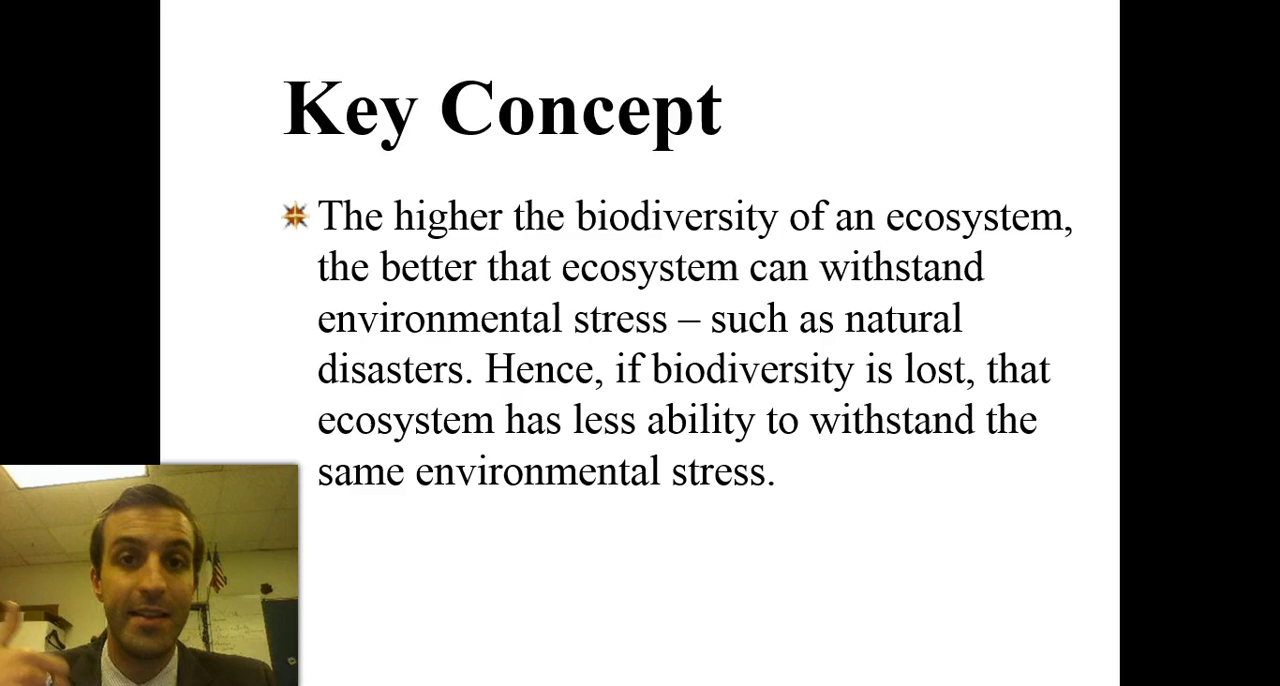 Key Concept
The higher the biodiversity of an ecosystem,
the better that ecosystem can withstand
environmental stress – such as natural
disasters. Hence, if biodiversity is lost, that
ecosystem has less ability to withstand the
same environmental stress.